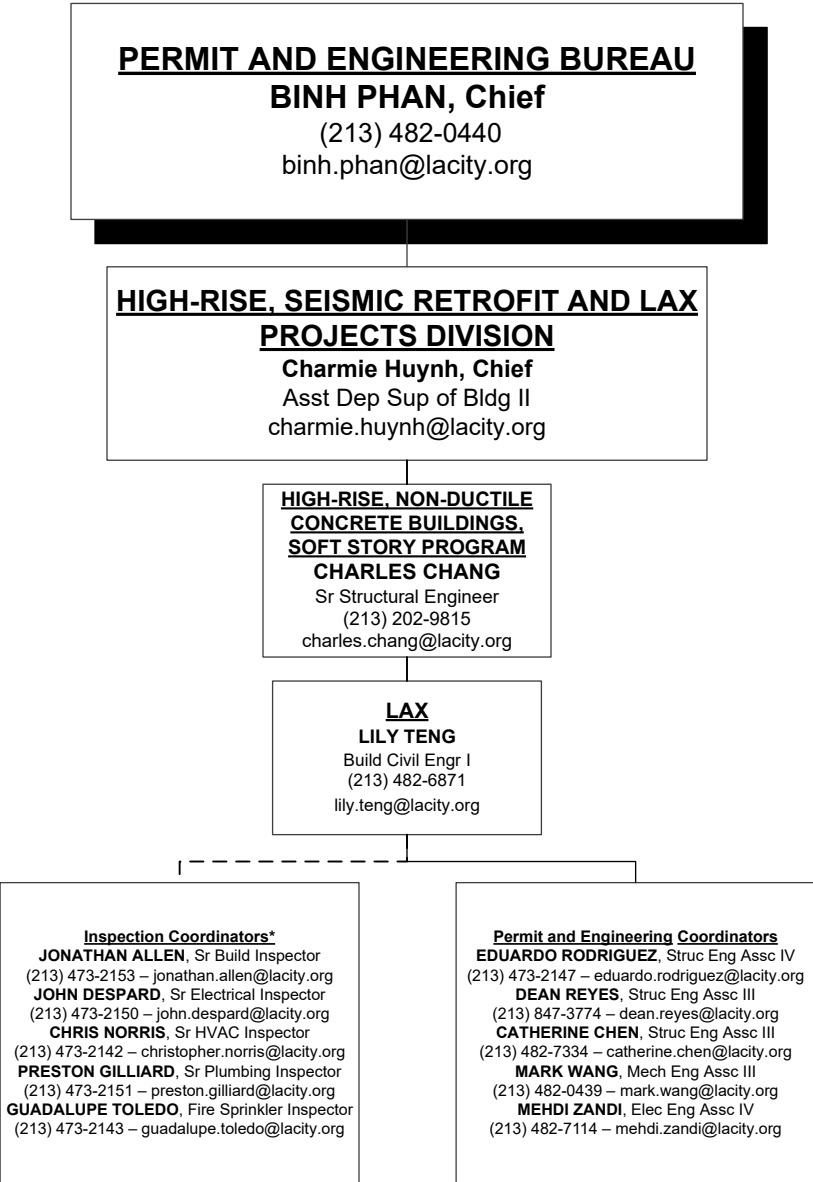 PERMIT AND ENGINEERING BUREAU
BINH PHAN, Chief
(213) 482-0440
binh.phan@lacity.org
HIGH-RISE, SEISMIC RETROFIT AND LAX
PROJECTS DIVISION
Charmie Huynh, Chief
Asst Dep Sup of Bldg II
charmie.huynh@lacity.org
HIGH-RISE, NON-DUCTILE
CONCRETE BUILDINGS,
SOFT STORY PROGRAM
CHARLES CHANG
Sr Structural Engineer
(213) 202-9815
charles.chang@lacity.org
LAX
LILY TENG
Build Civil Engr I
(213) 482-6871
lily.teng@lacity.org
Inspection Coordinators*
JONATHAN ALLEN, Sr Build Inspector
(213) 473-2153 – jonathan.allen@lacity.org
JOHN DESPARD, Sr Electrical Inspector
(213) 473-2150 – john.despard@lacity.org
CHRIS NORRIS, Sr HVAC Inspector
(213) 473-2142 – christopher.norris@lacity.org
PRESTON GILLIARD, Sr Plumbing Inspector
(213) 473-2151 – preston.gilliard@lacity.org
GUADALUPE TOLEDO, Fire Sprinkler Inspector
(213) 473-2143 – guadalupe.toledo@lacity.org
Permit and Engineering Coordinators
EDUARDO RODRIGUEZ, Struc Eng Assc IV
(213) 473-2147 – eduardo.rodriguez@lacity.org
DEAN REYES, Struc Eng Assc III
(213) 847-3774 – dean.reyes@lacity.org
CATHERINE CHEN, Struc Eng Assc III
(213) 482-7334 – catherine.chen@lacity.org
MARK WANG, Mech Eng Assc III
(213) 482-0439 – mark.wang@lacity.org
MEHDI ZANDI, Elec Eng Assc IV
(213) 482-7114 – mehdi.zandi@lacity.org